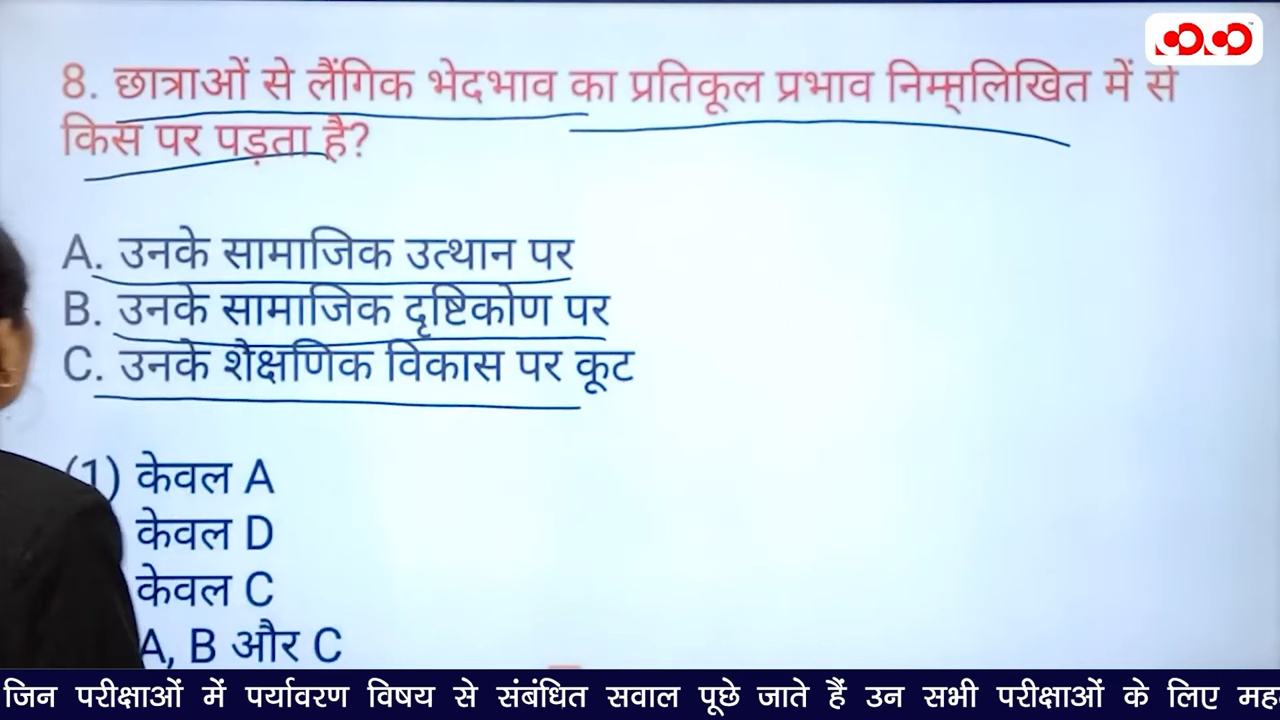 8. छात्राओं से लैंगिक भेदभाव का प्रतिकूल प्रभाव निम्म्नलिखित में से
किस पर पड़ता है?
A. उनके सामाजिक उत्थान पर
B. उनके सामाजिक दृष्टिकोण पर
C. उनके शैक्षणिक विकास पर कूट
(1) केवल A
केवल D
केवल C
A, B और C
जिन परीक्षाओं में पर्यावरण विषय से संबंधित सवाल पूछे जाते हैं उन सभी परीक्षाओं के लिए मह